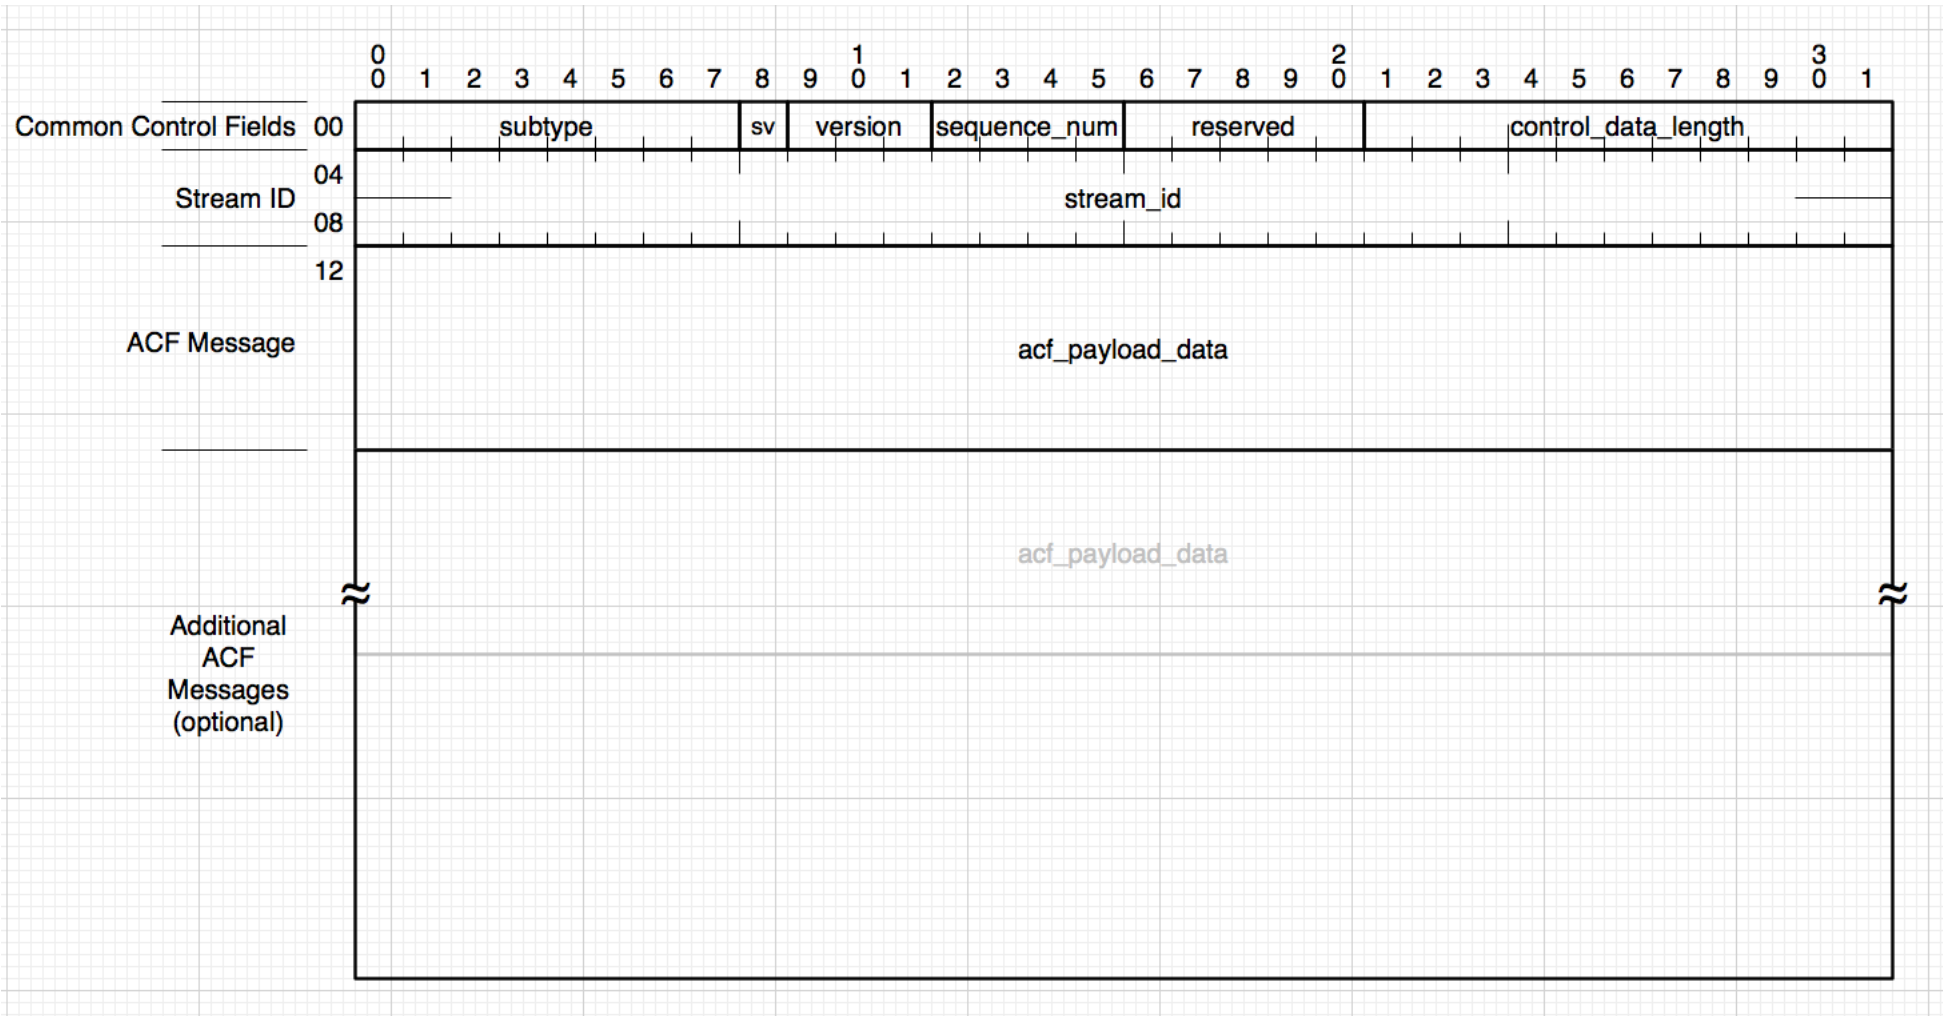 0 1 2 3
0 1 2 3 4 5 6 7 8 9 0 1 2 3 4 5 6 7 8 9 0 1 2 3 4 5 6 7 8 9 0 1
Common Control Fields 00 subtype sv version sequence_num reserved control_data_length
04
Stream ID stream_id
08
12
ACF Message acf_payload_data
acf_payload_data
Additional
ACF
Messages
(optional)